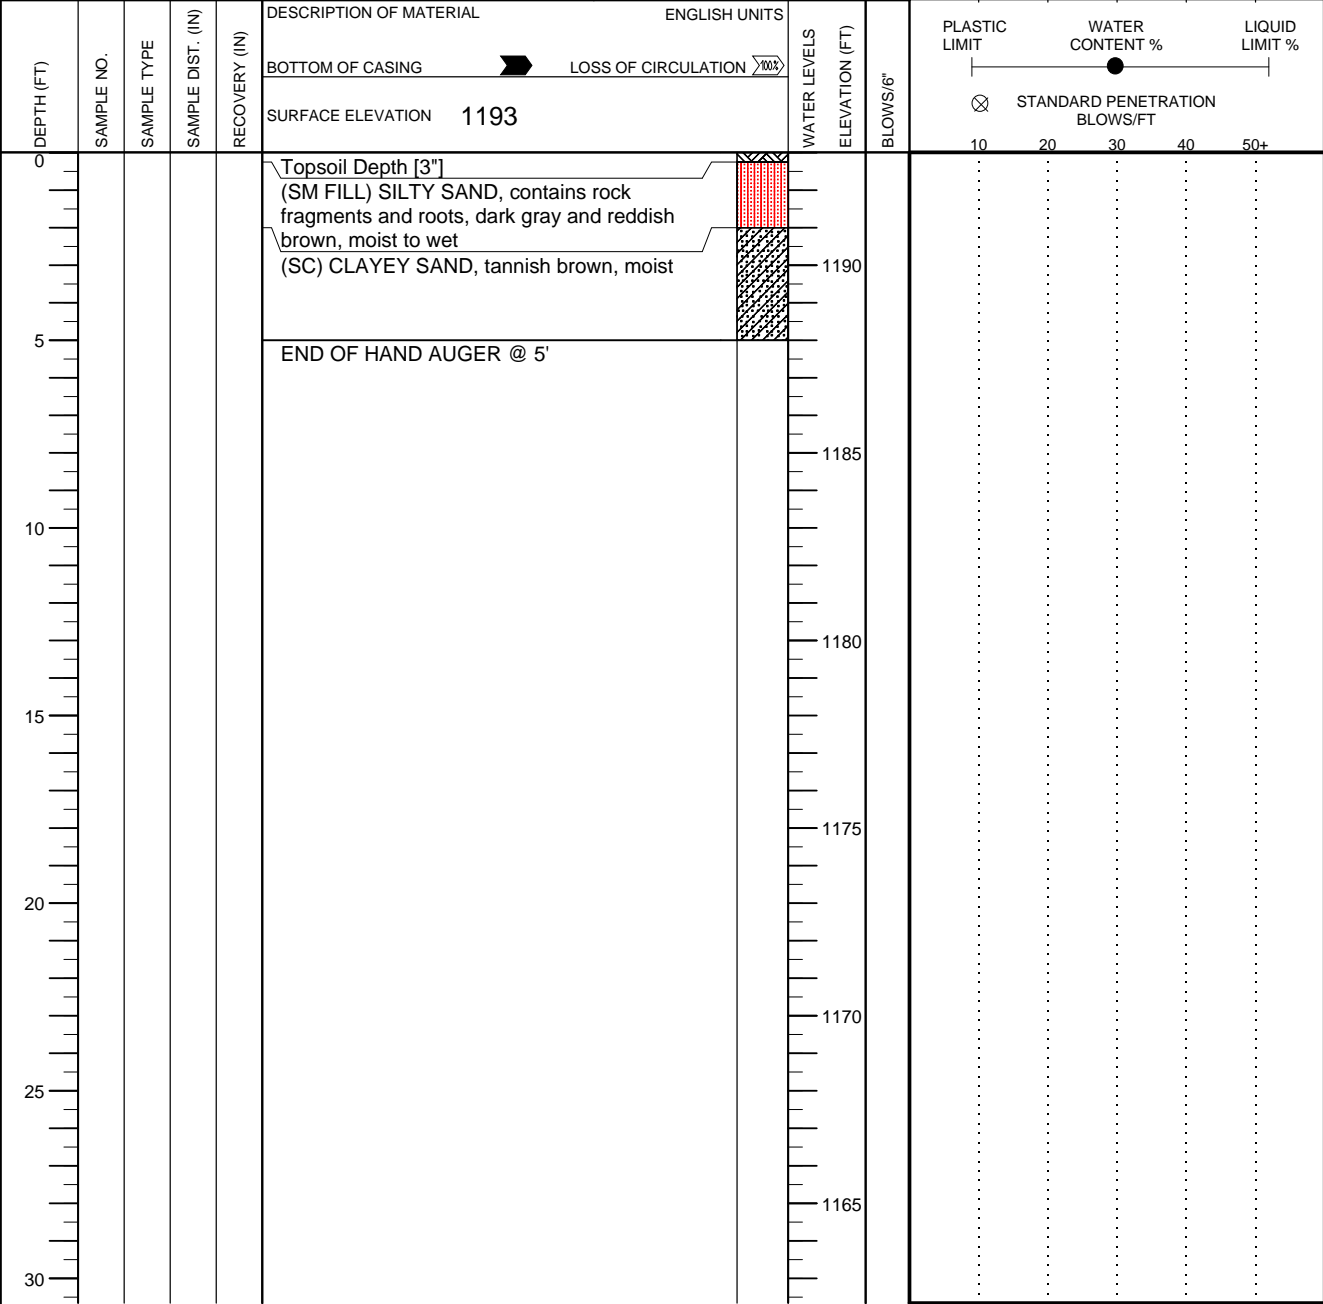 DEPTH (FT)
SAMPLE NO.
SAMPLE TYPE
SAMPLE DIST. (IN)
RECOVERY (IN)
DESCRIPTION OF MATERIAL
ENGLISH UNITS
BOTTOM OF CASING
LOSS OF CIRCULATION
100%
SURFACE ELEVATION 1193
WATER LEVELS
ELEVATION (FT)
BLOWS/6"
PLASTIC
LIMIT
WATER
CONTENT %
LIQUID
LIMIT %
STANDARD PENETRATION
BLOWS/FT
10 20 30 40 50+
0
5
10
15
20
25
30
Topsoil Depth [3"]
(SM FILL) SILTY SAND, contains rock
fragments and roots, dark gray and reddish
brown, moist to wet
(SC) CLAYEY SAND, tannish brown, moist
END OF HAND AUGER @ 5'
1190
1185
1180
1175
1170
1165